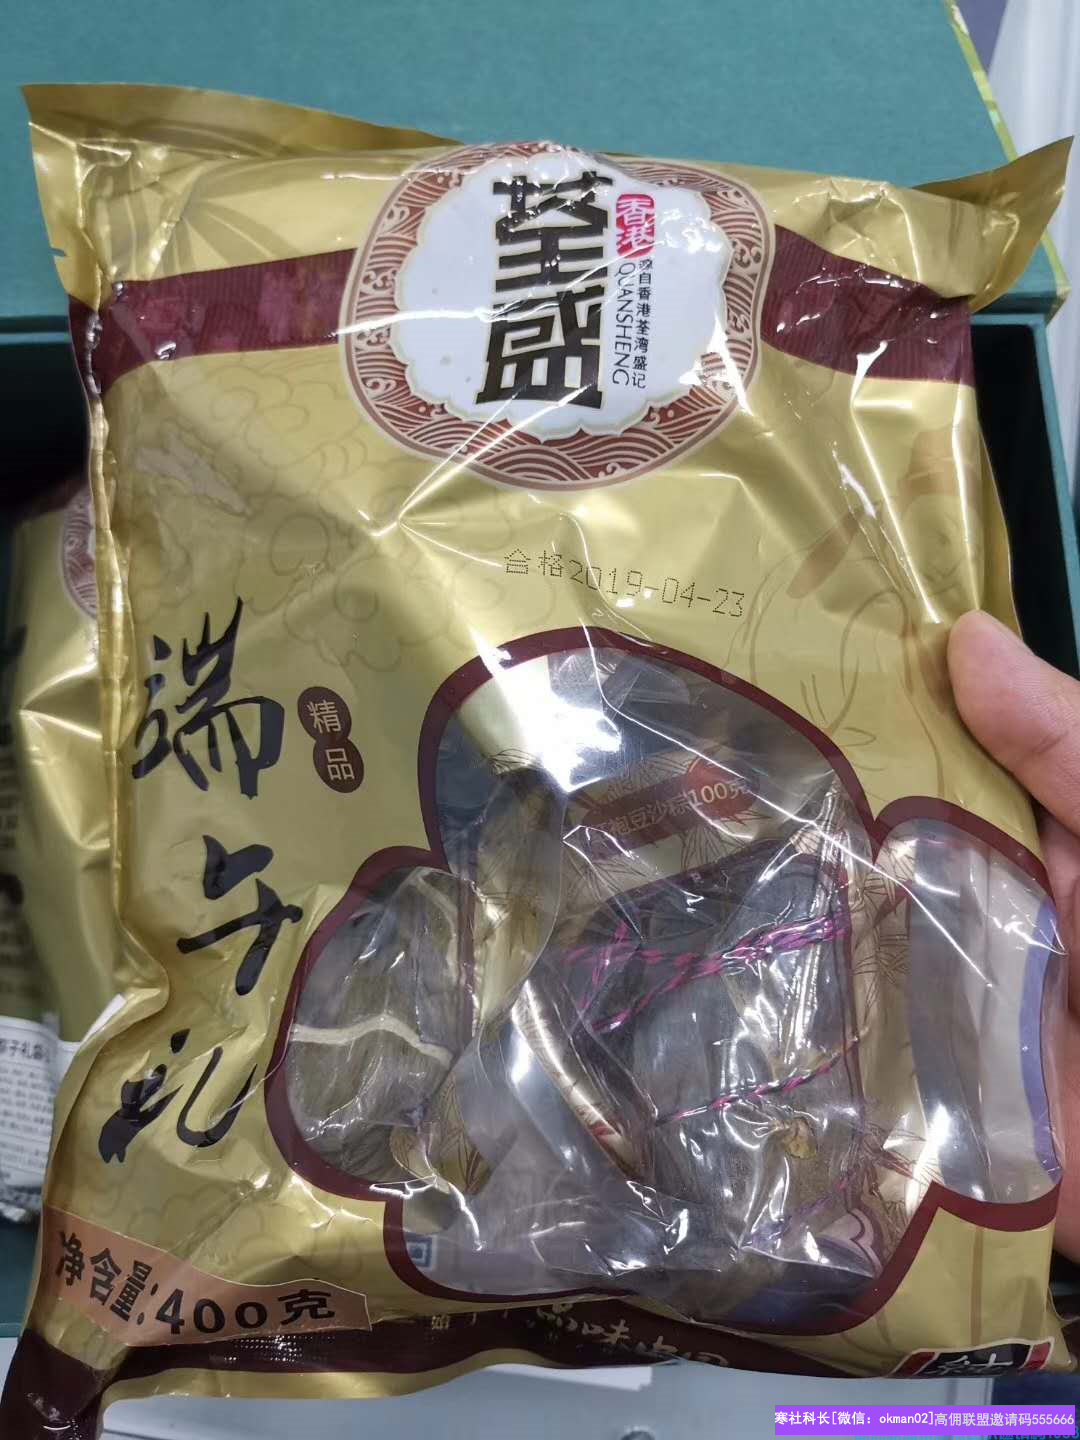 荃盛
香港
源自香港荃湾盛记
QUANSHENG
合格2019-04-23
端午礼
精品
袍豆沙粽100克
净含量:400克
寒社科长[微信：okman02]高佣联盟邀请码555666